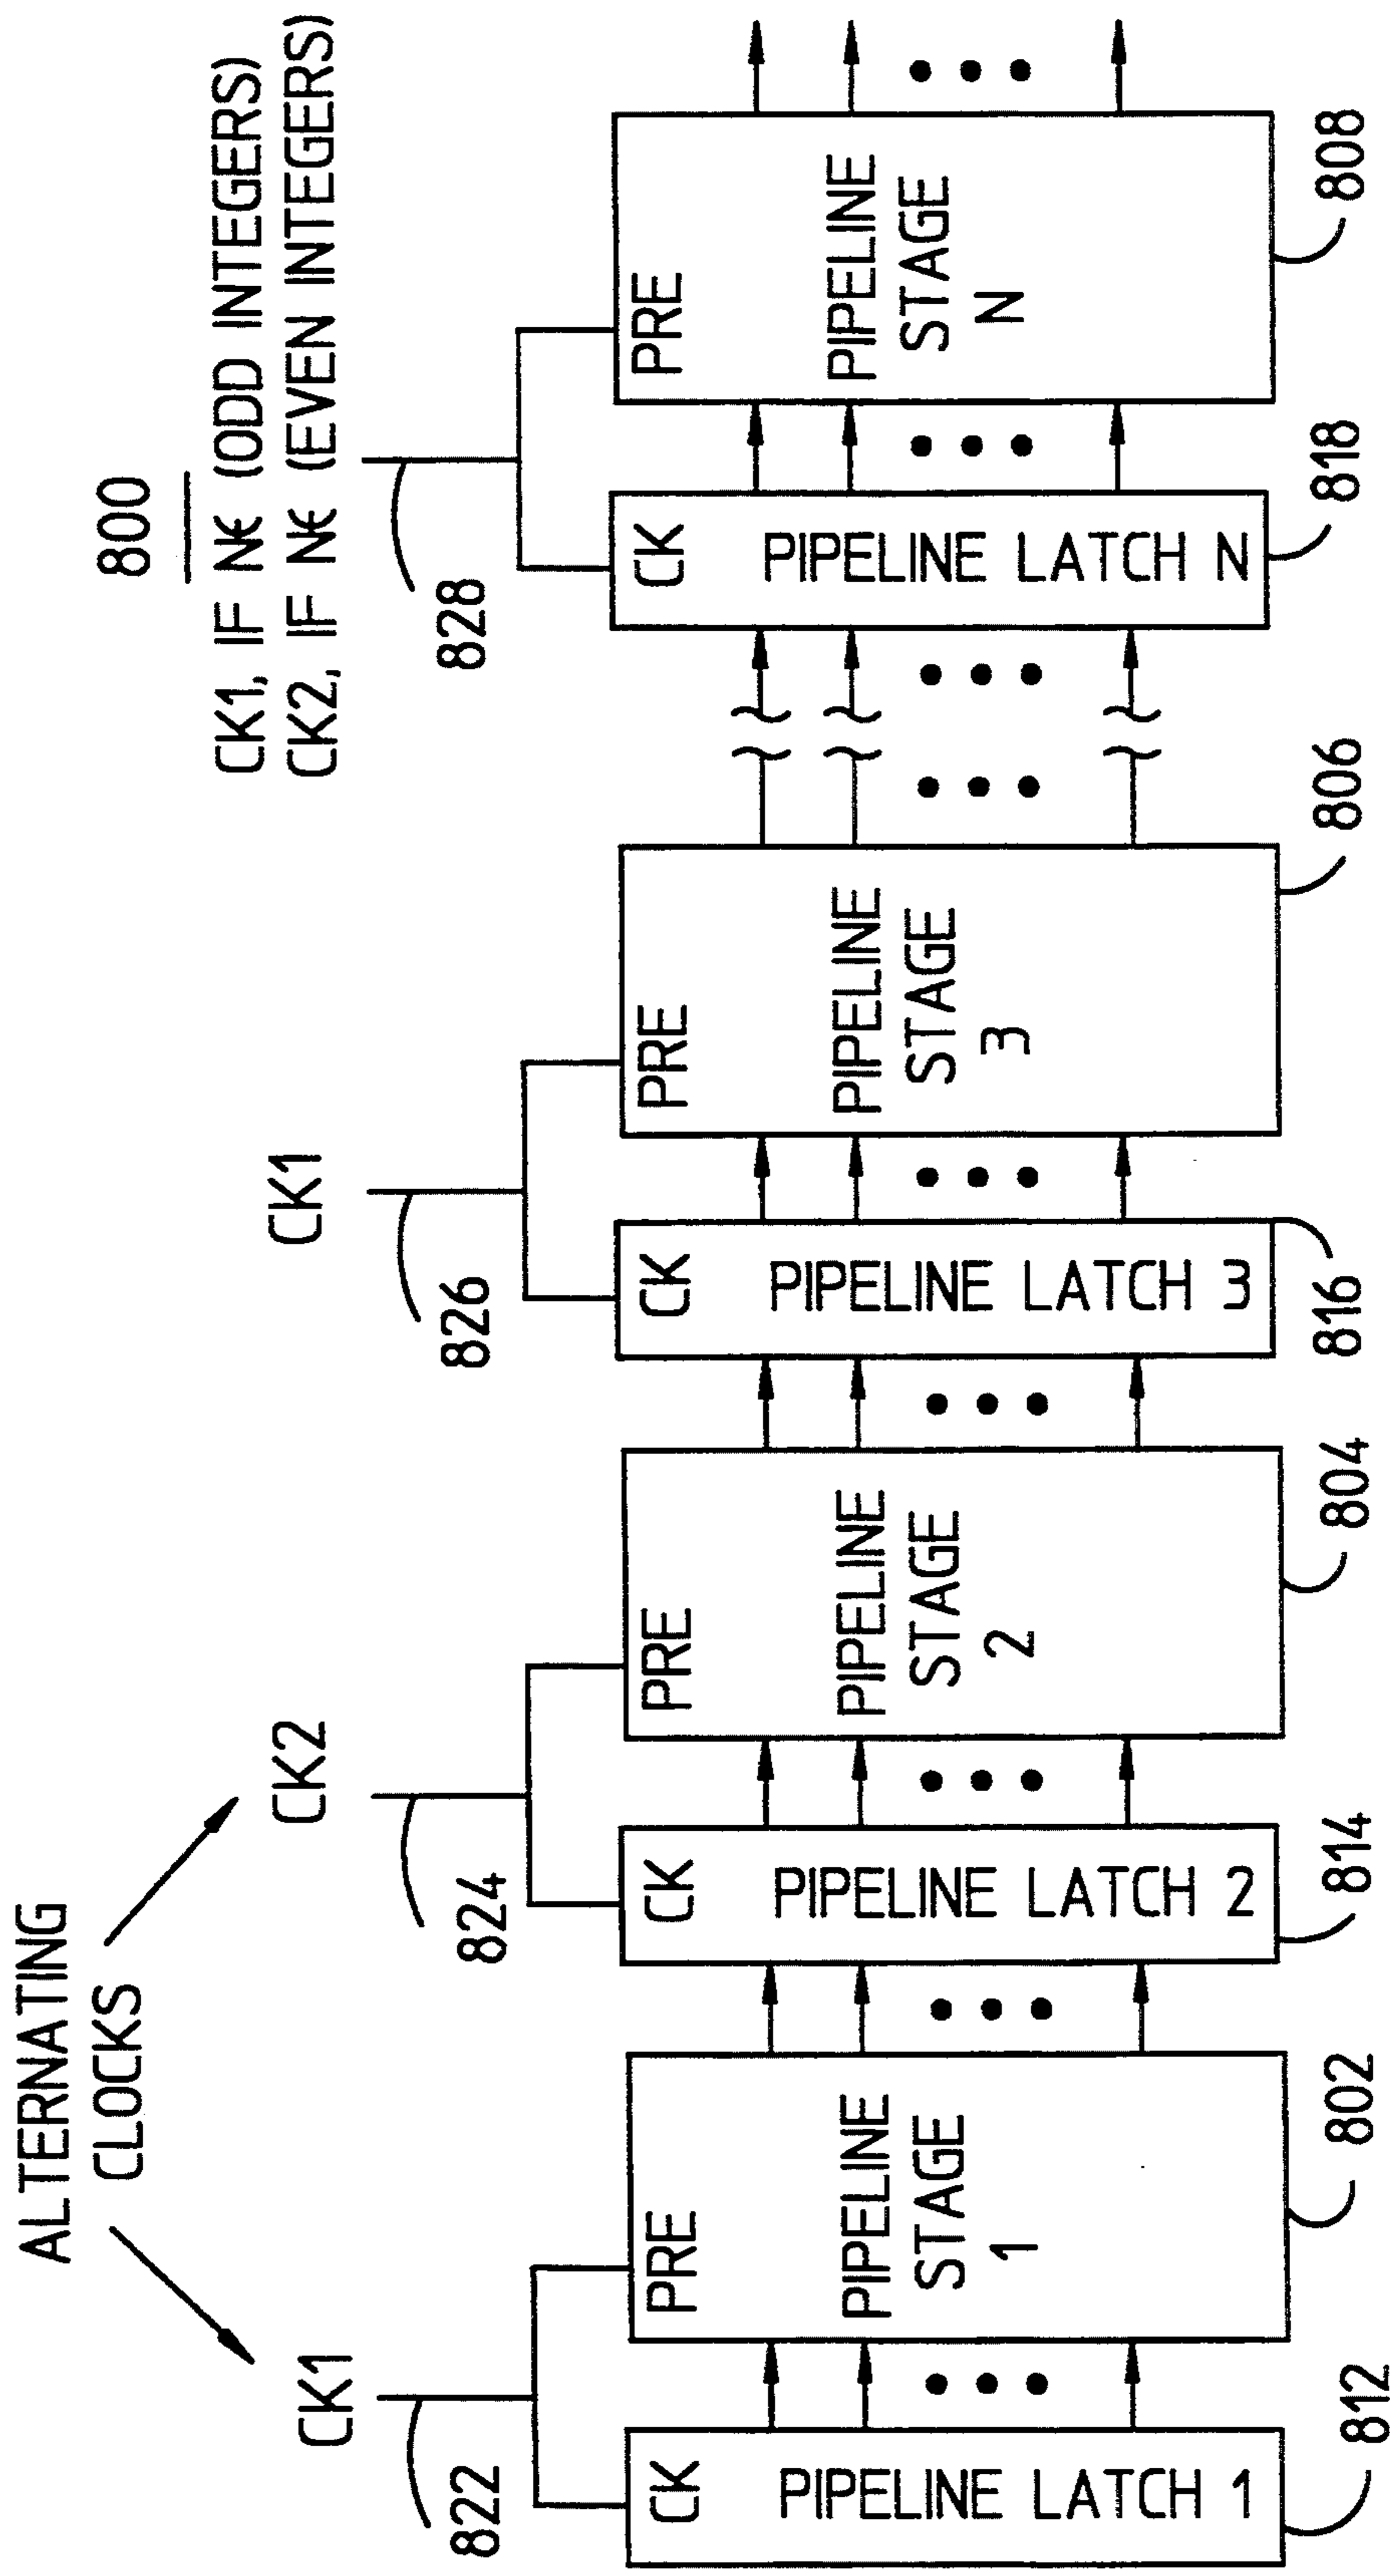 800
CK1, IF N∈ (ODD INTEGERS)
CK2, IF N∈ (EVEN INTEGERS)
ALTERNATING
CLOCKS
CK1
CK2
CK1
822
824
826
828
CK
PIPELINE LATCH 1
PRE
PIPELINE
STAGE
1
CK
PIPELINE LATCH 2
PRE
PIPELINE
STAGE
2
CK
PIPELINE LATCH 3
PRE
PIPELINE
STAGE
3
CK
PIPELINE LATCH N
PRE
PIPELINE
STAGE
N
812
802
814
804
816
806
818
808